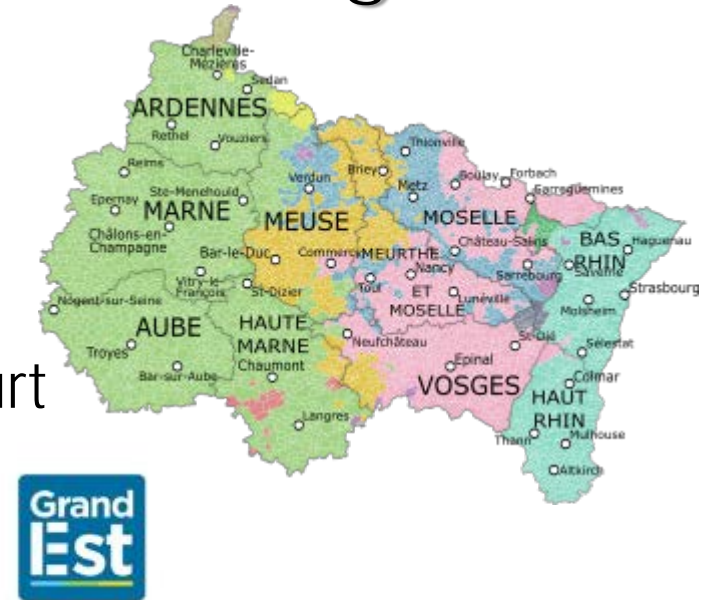 g
Charleville-
Mézières
Sedan
ARDENNES
Rethel
Vouziers
Thionville
Reims
Verdun
Briey
Boulay
Forbach
Metz
Sarreguemines
Ste-Menehould
Epernay
MARNE
MEUSE
MOSELLE
Châlons-en-
Champagne
Bar-le-Duc
Commercy
MEURTHE
ET
MOSELLE
Château-Salins
BAS
RHIN
Haguenau
Nancy
Sarrebourg
Saverne
Vitry-le-
François
St-Dizier
Toul
Lunéville
Strasbourg
Nogent-sur-Seine
Molsheim
AUBE
HAUTE
MARNE
Neufchâteau
St-Dié
Sélestat
Troyes
Epinal
Bar-sur-Aube
Chaumont
VOSGES
Colmar
HAUT
RHIN
urt
Langres
Thann
Mulhouse
Altkirch
Grand
Est